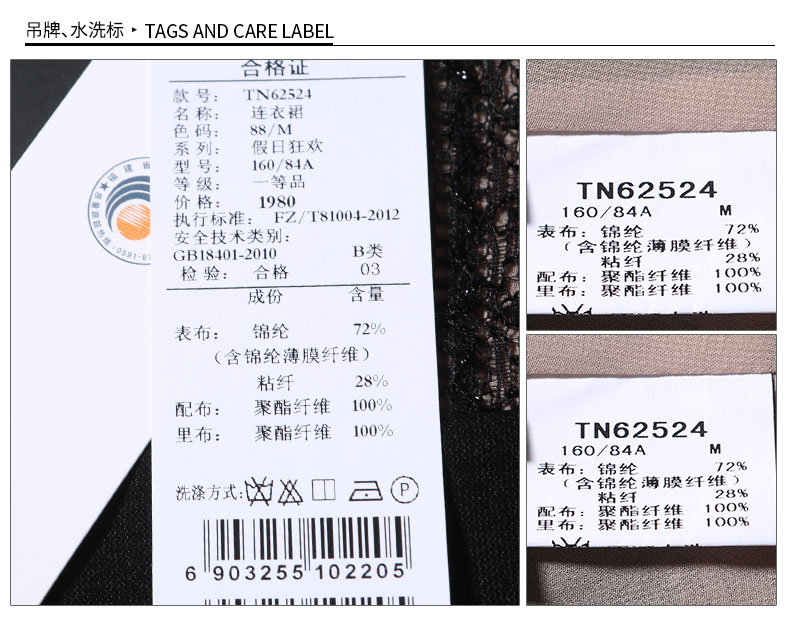 吊牌、水洗标 ▸ TAGS AND CARE LABEL
合格证
款号: TN62524
名称: 连衣裙
色码: 88/M
系列: 假日狂欢
型号: 160/84A
等级: 一等品
价格: 1980
执行标准: FZ/T81004-2012
安全技术类别:
GB18401-2010 B类
检验: 合格 03
成份 含量
表布: 锦纶 72%
(含锦纶薄膜纤维)
粘纤 28%
配布: 聚酯纤维 100%
里布: 聚酯纤维 100%
洗涤方式: P
6 903255 102205
TN62524
160/84A M
表布: 锦纶 72%
(含锦纶薄膜纤维)
粘纤 28%
配布: 聚酯纤维 100%
里布: 聚酯纤维 100%
TN62524
160/84A M
表布: 锦纶 72%
(含锦纶薄膜纤维)
粘纤 28%
配布: 聚酯纤维 100%
里布: 聚酯纤维 100%